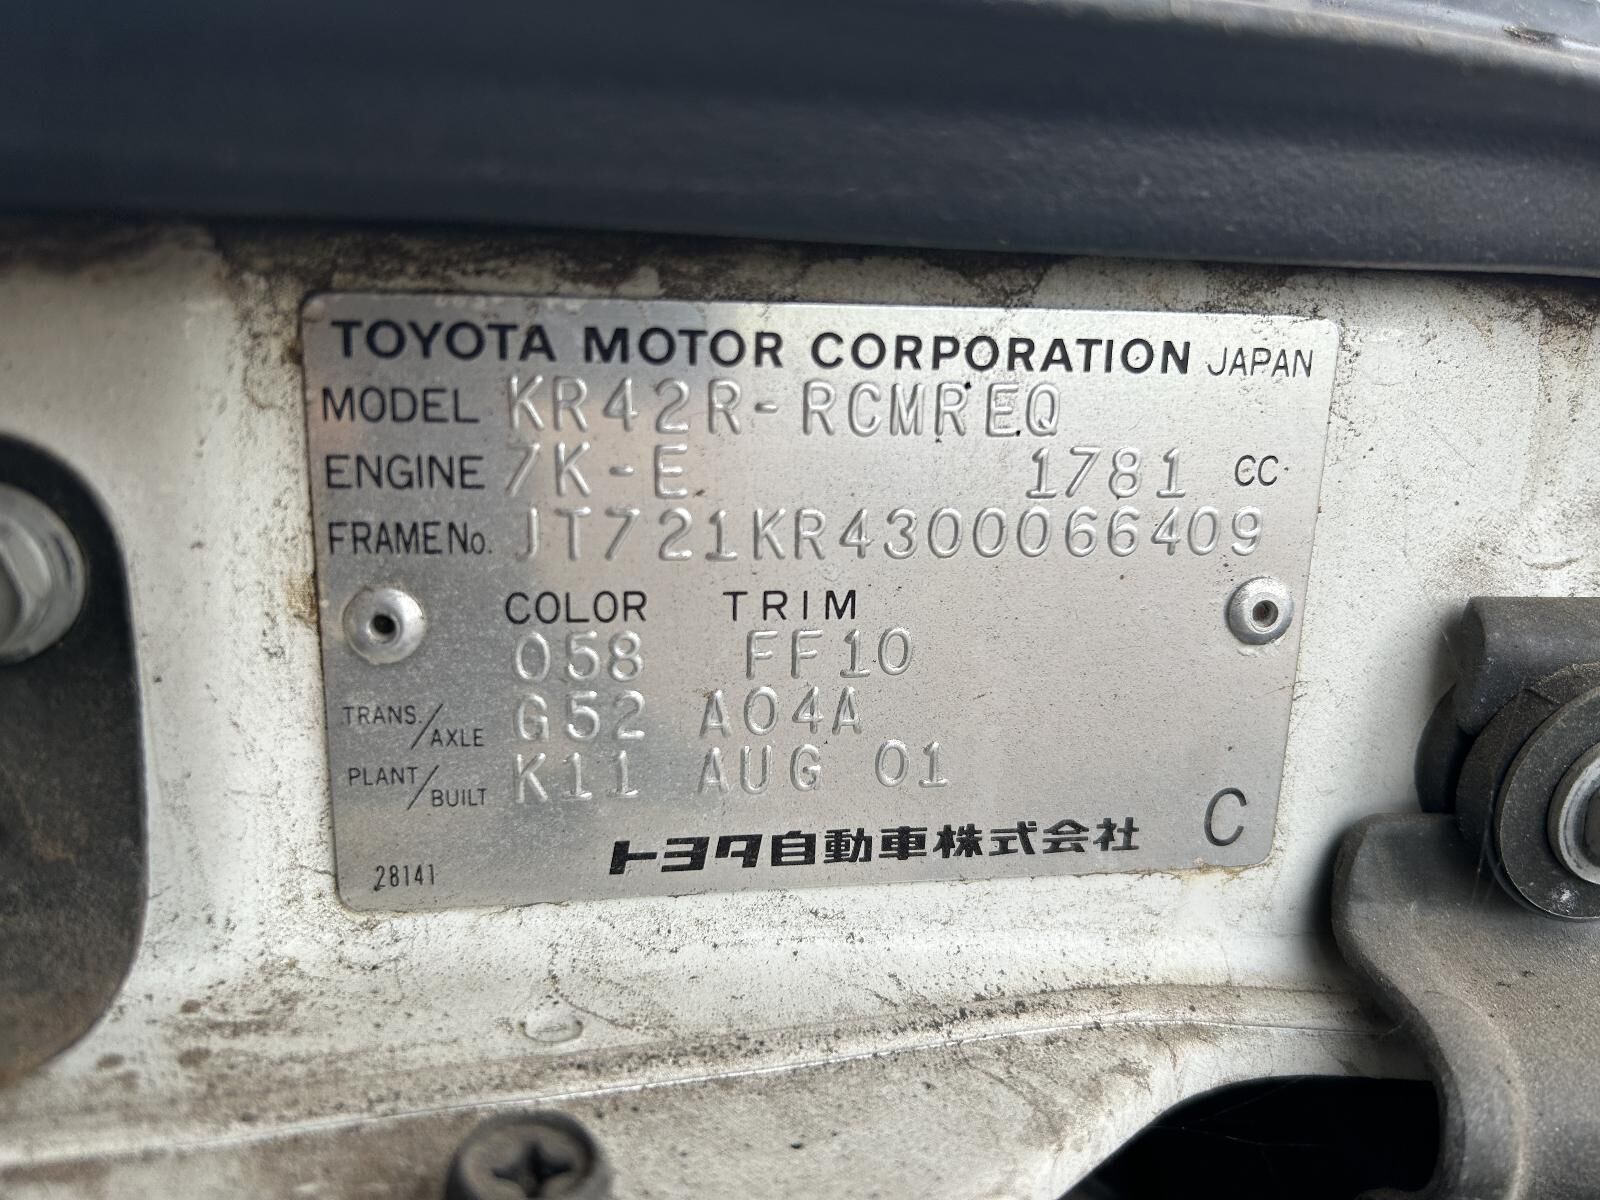 TOYOTA MOTOR CORPORATION JAPAN
MODEL KR42R-RCMREQ
ENGINE 7K-E 1781 CC
FRAME No. JT721KR4300066409
COLOR TRIM
058 FF10
TRANS./AXLE G52 A04A
PLANT/BUILT K11 AUG 01
トヨタ自動車株式会社 C
28141